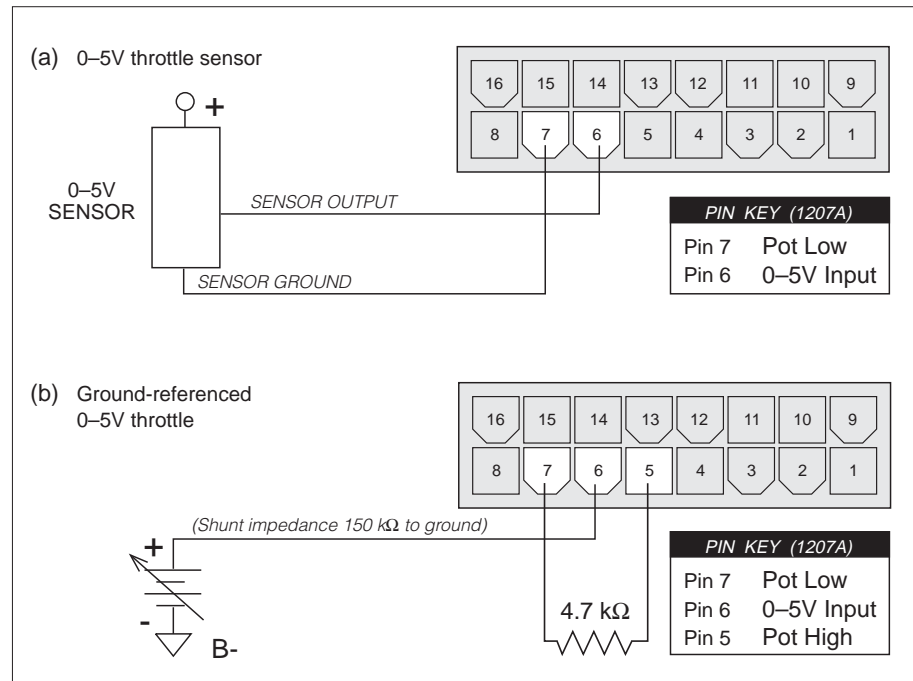 (a) 0–5V throttle sensor
+
0–5V
SENSOR
SENSOR OUTPUT
SENSOR GROUND
16 15 14 13 12 11 10 9
8 7 6 5 4 3 2 1
PIN KEY (1207A)
Pin 7 Pot Low
Pin 6 0–5V Input
(b) Ground-referenced
0–5V throttle
16 15 14 13 12 11 10 9
8 7 6 5 4 3 2 1
(Shunt impedance 150 kΩ to ground)
+
-
B-
4.7 kΩ
PIN KEY (1207A)
Pin 7 Pot Low
Pin 6 0–5V Input
Pin 5 Pot High